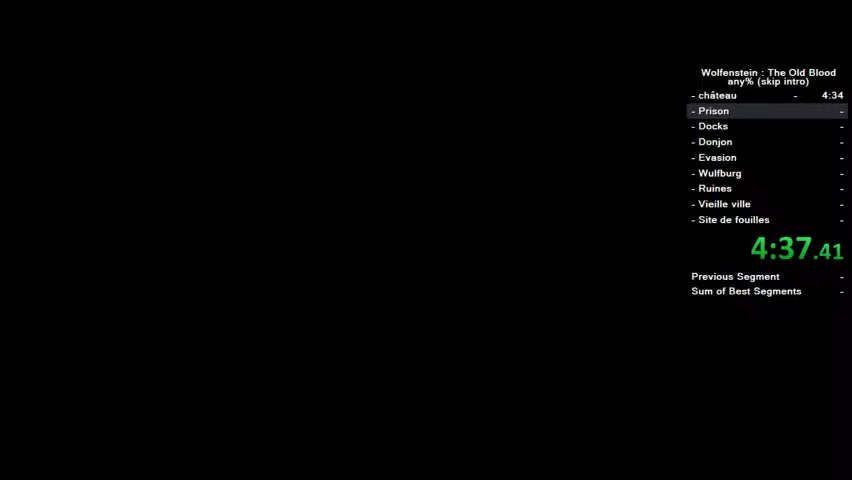 Wolfenstein : The Old Blood
any% (skip intro)
- château - 4:34
- Prison -
- Docks -
- Donjon -
- Evasion -
- Wulfburg -
- Ruines -
- Vieille ville -
- Site de fouilles -
4:37.41
Previous Segment -
Sum of Best Segments -